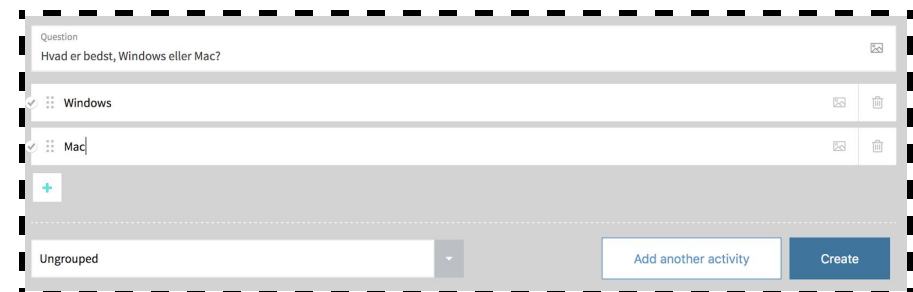 Question
Hvad er bedst, Windows eller Mac?
Windows
Mac
Ungrouped
Add another activity
Create